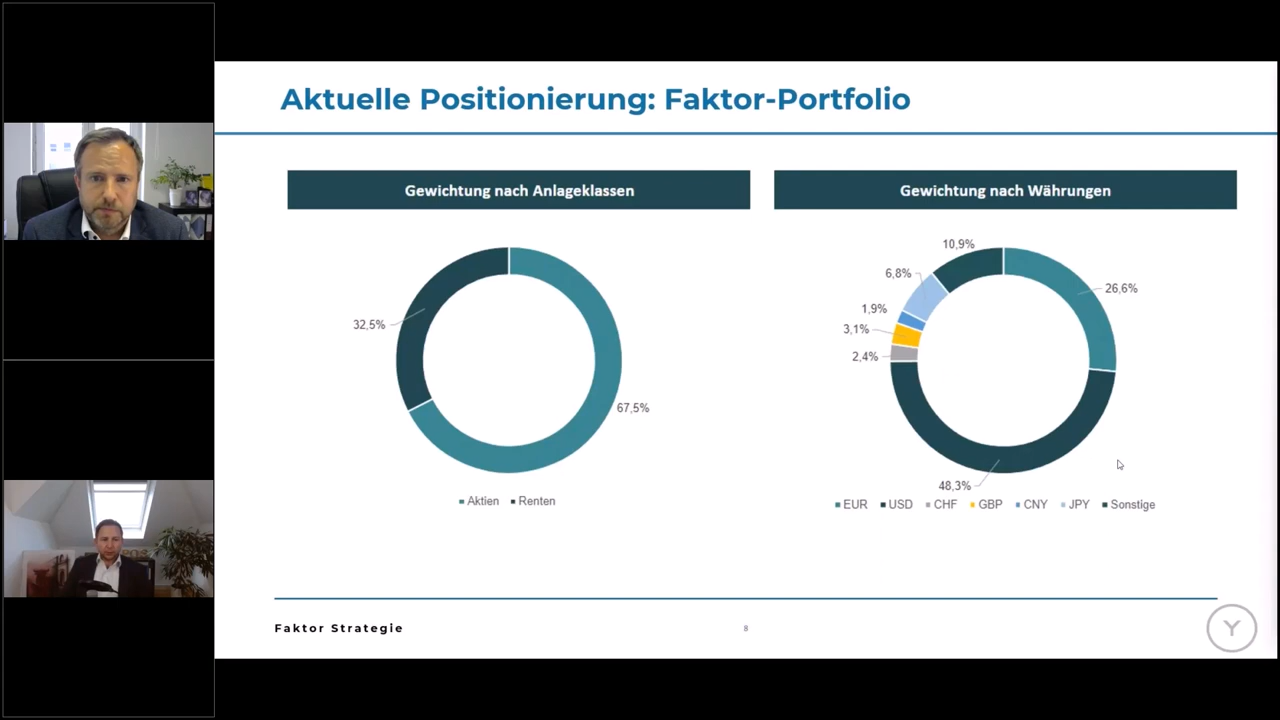 Aktuelle Positionierung: Faktor-Portfolio
Gewichtung nach Anlageklassen
32,5%
67,5%
Aktien Renten
Gewichtung nach Währungen
10,9%
6,8%
26,6%
1,9%
3,1%
2,4%
48,3%
EUR USD CHF GBP CNY JPY Sonstige
Faktor Strategie
8
Y